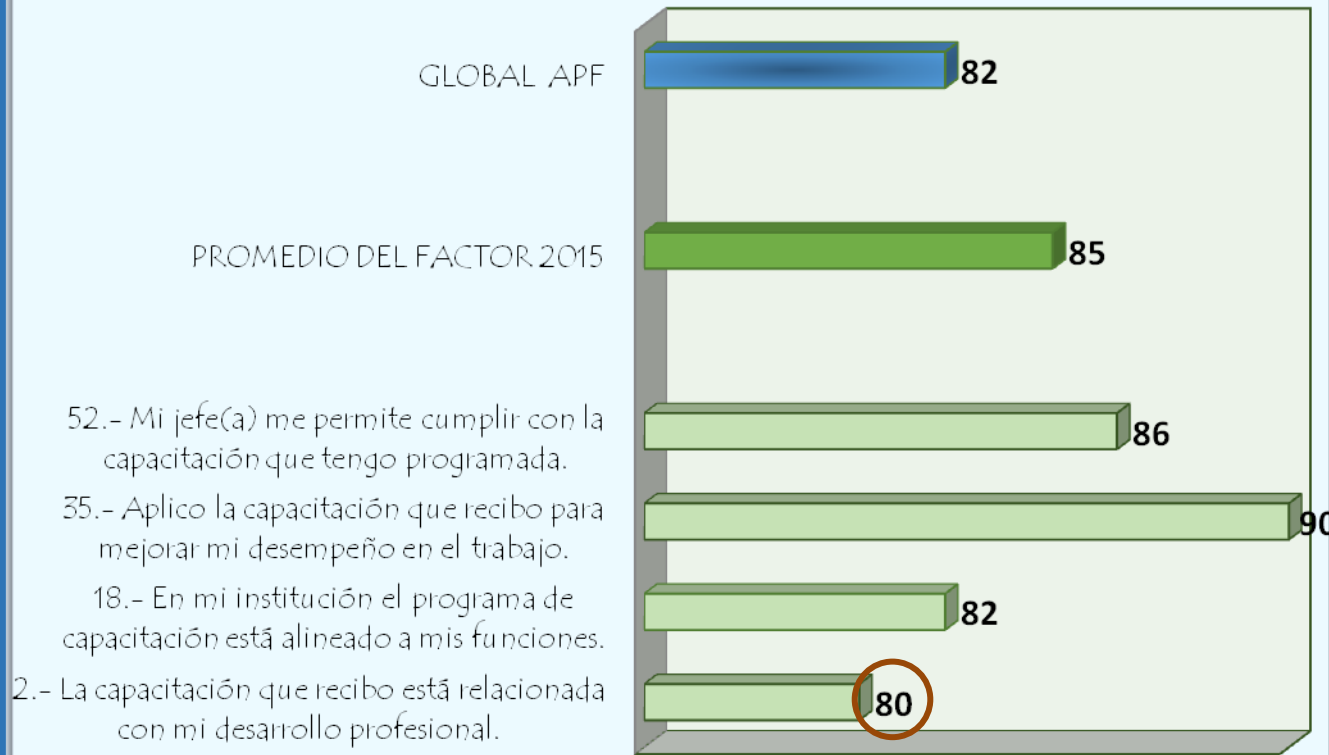 GLOBAL APF
82
PROMEDIO DEL FACTOR 2015
85
52.- Mi jefe(a) me permite cumplir con la
capacitación que tengo programada.
86
35.- Aplico la capacitación que recibo para
mejorar mi desempeño en el trabajo.
90
18.- En mi institución el programa de
capacitación está alineado a mis funciones.
82
2.- La capacitación que recibo está relacionada
con mi desarrollo profesional.
80